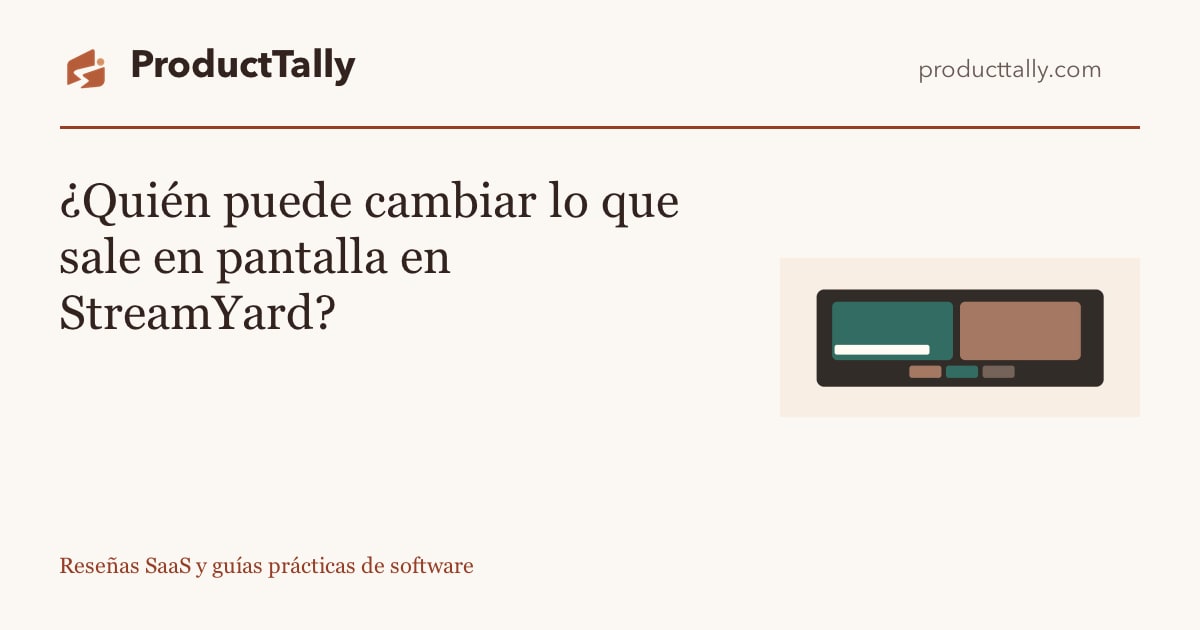 ProductTally
producttally.com
¿Quién puede cambiar lo que
sale en pantalla en
StreamYard?
Reseñas SaaS y guías prácticas de software